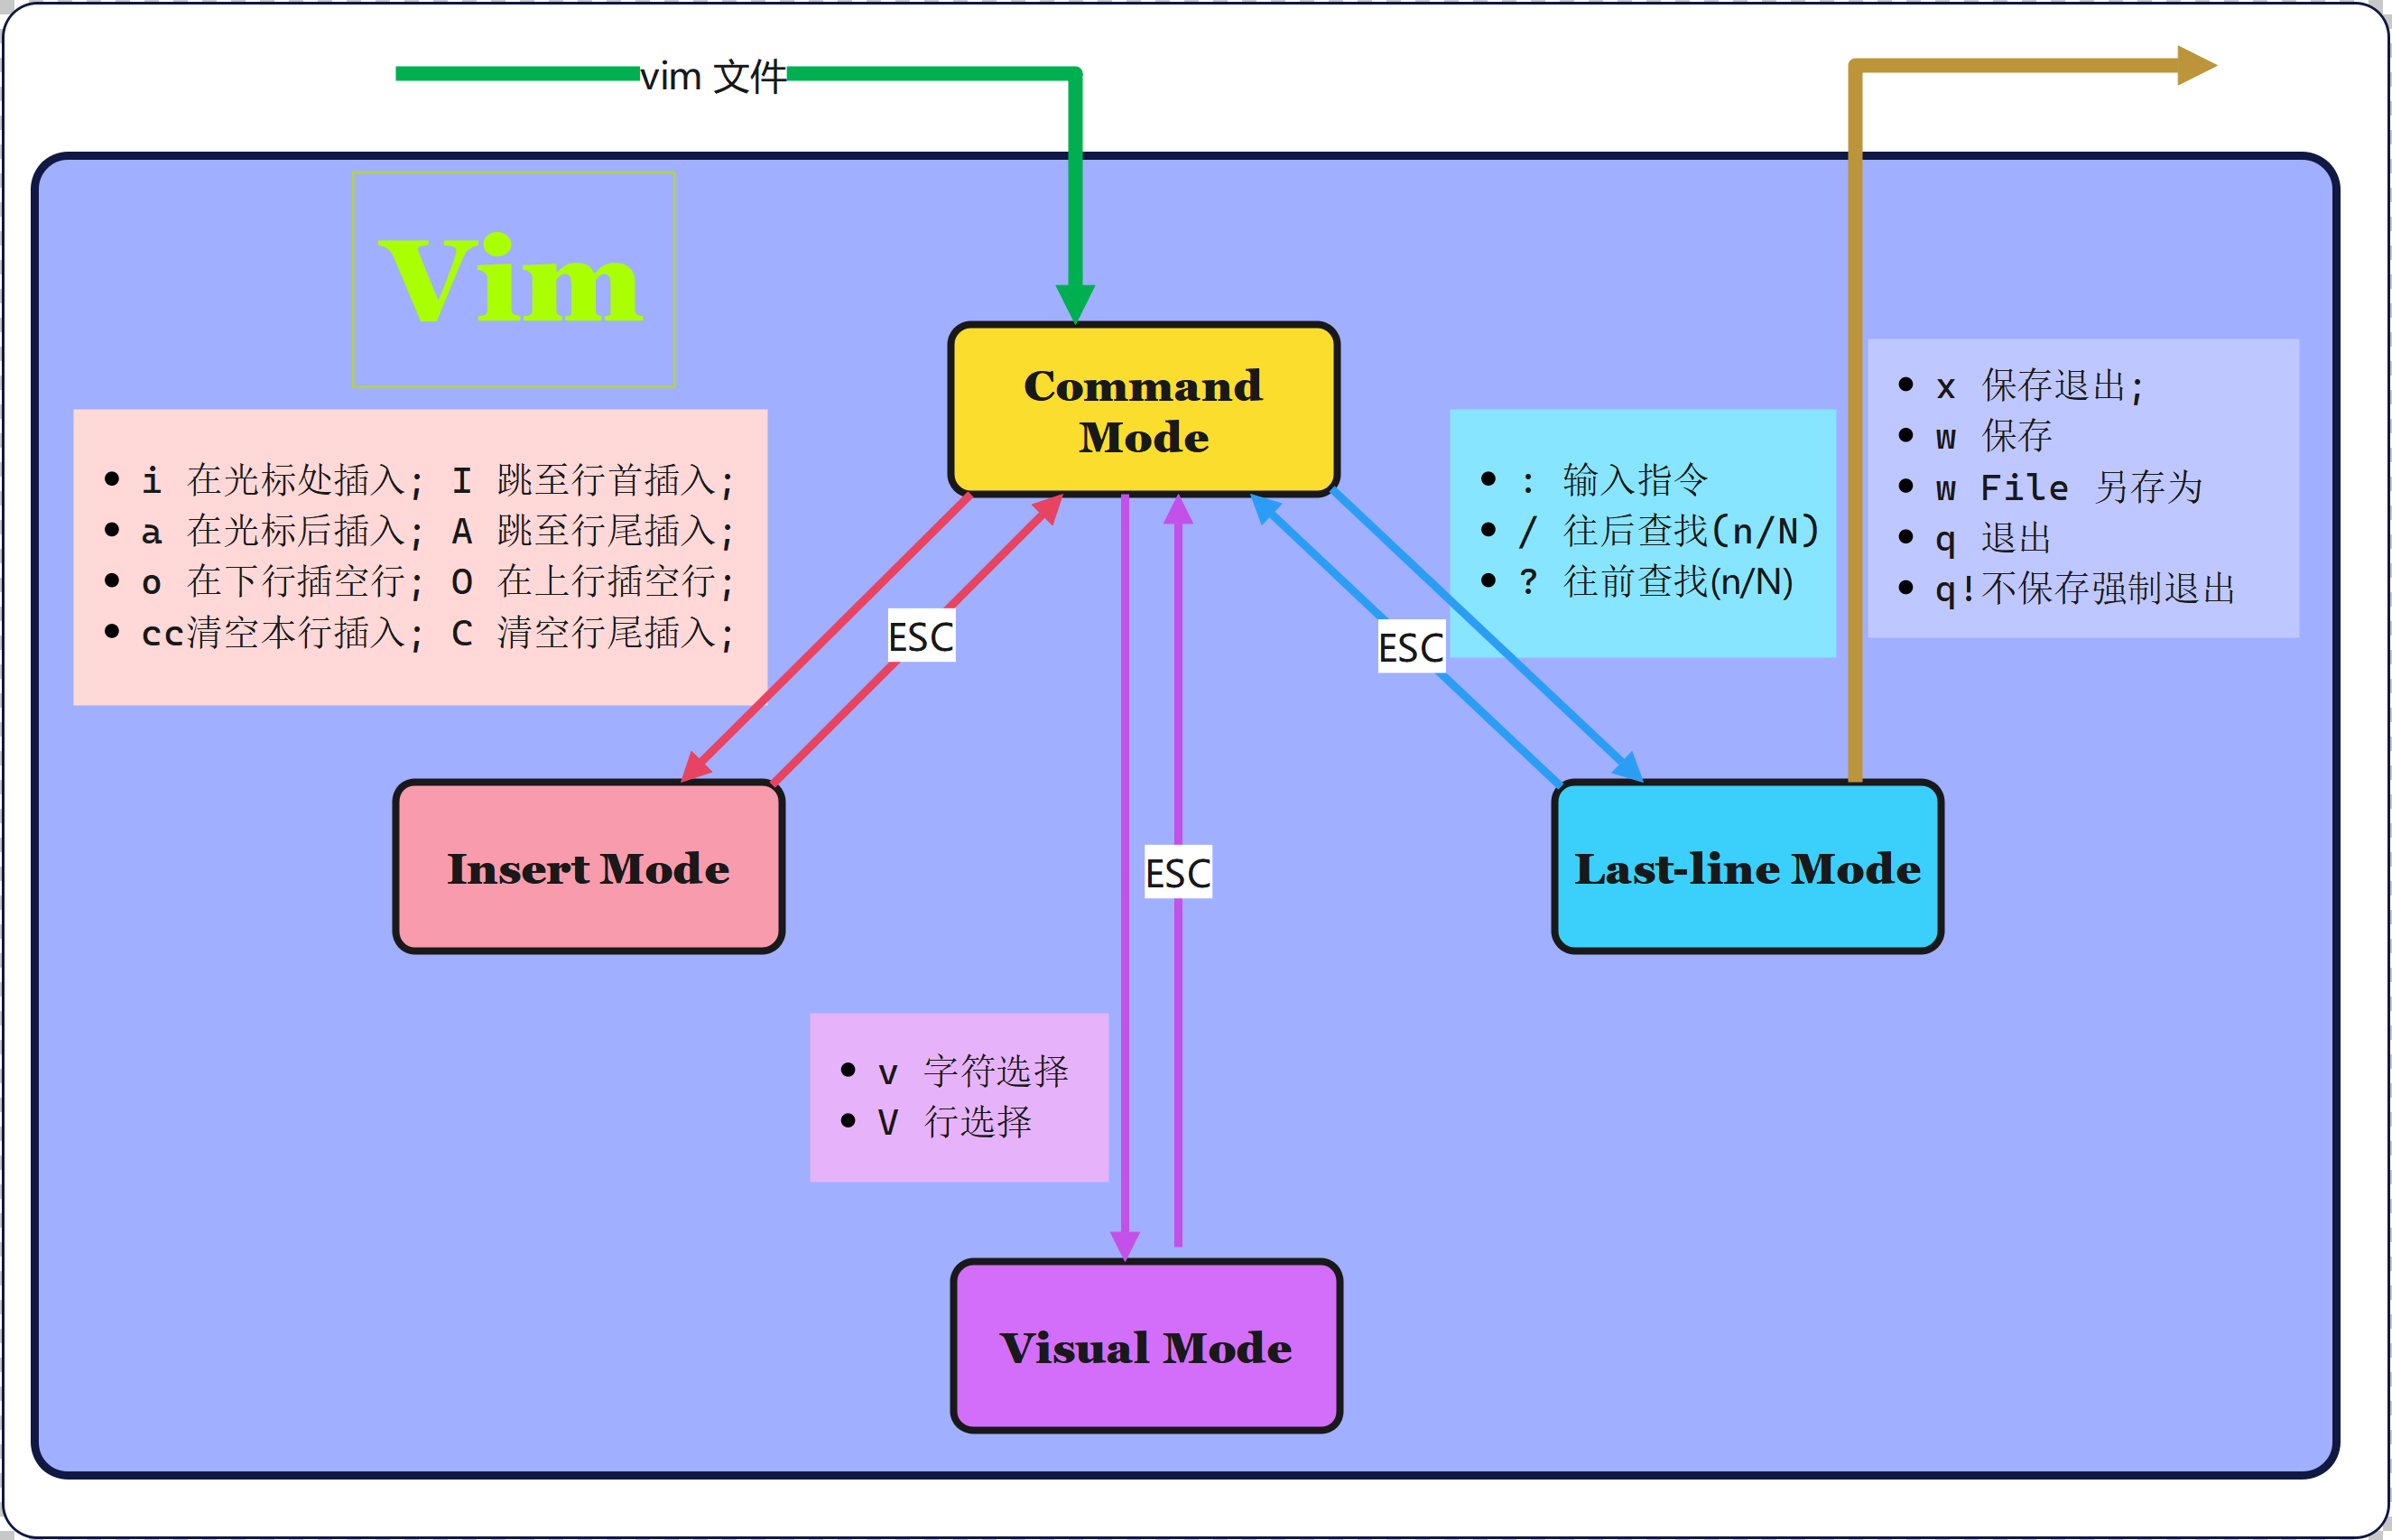 vim 文件
Vim
Command
Mode
i 在光标处插入; I 跳至行首插入;
a 在光标后插入; A 跳至行尾插入;
o 在下行插空行; O 在上行插空行;
cc清空本行插入; C 清空行尾插入;
: 输入指令
/ 往后查找(n/N)
? 往前查找(n/N)
x 保存退出;
w 保存
w File 另存为
q 退出
q!不保存强制退出
ESC
ESC
Insert Mode
ESC
Last-line Mode
v 字符选择
V 行选择
Visual Mode